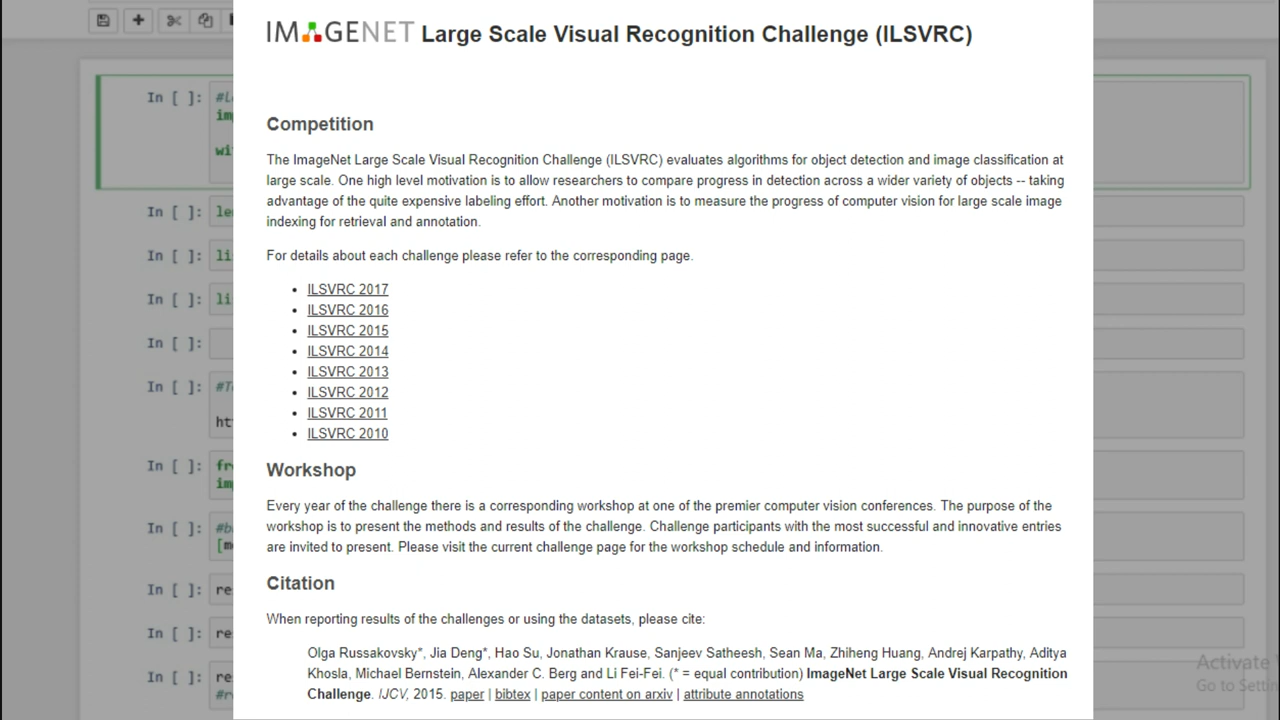 IMAGENET Large Scale Visual Recognition Challenge (ILSVRC)
Competition
The ImageNet Large Scale Visual Recognition Challenge (ILSVRC) evaluates algorithms for object detection and image classification at
large scale. One high level motivation is to allow researchers to compare progress in detection across a wider variety of objects -- taking
advantage of the quite expensive labeling effort. Another motivation is to measure the progress of computer vision for large scale image
indexing for retrieval and annotation.
For details about each challenge please refer to the corresponding page.
• ILSVRC 2017
• ILSVRC 2016
• ILSVRC 2015
• ILSVRC 2014
• ILSVRC 2013
• ILSVRC 2012
• ILSVRC 2011
• ILSVRC 2010
Workshop
Every year of the challenge there is a corresponding workshop at one of the premier computer vision conferences. The purpose of the
workshop is to present the methods and results of the challenge. Challenge participants with the most successful and innovative entries
are invited to present. Please visit the current challenge page for the workshop schedule and information.
Citation
When reporting results of the challenges or using the datasets, please cite:
Olga Russakovsky*, Jia Deng*, Hao Su, Jonathan Krause, Sanjeev Satheesh, Sean Ma, Zhiheng Huang, Andrej Karpathy, Aditya
Khosla, Michael Bernstein, Alexander C. Berg and Li Fei-Fei. (* = equal contribution) ImageNet Large Scale Visual Recognition
Challenge. IJCV, 2015. paper | bibtex | paper content on arxiv | attribute annotations
In [ ]:
In [ ]:
In [ ]:
In [ ]:
In [ ]:
In [ ]:
In [ ]:
In [ ]:
In [ ]:
In [ ]:
In [ ]:
Activate
Go to